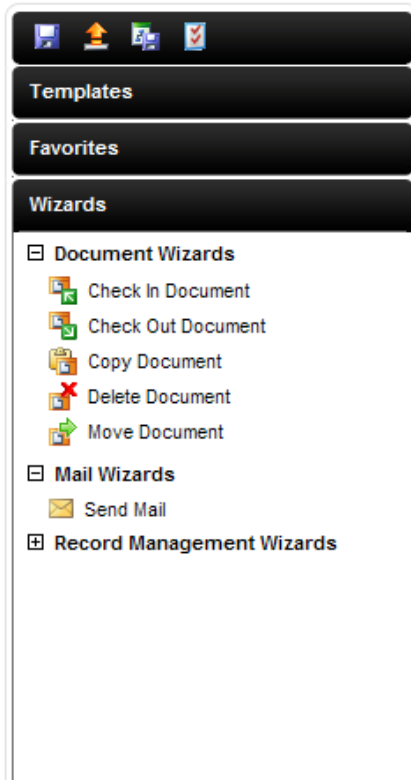 Templates
Favorites
Wizards
Document Wizards
Check In Document
Check Out Document
Copy Document
Delete Document
Move Document
Mail Wizards
Send Mail
Record Management Wizards